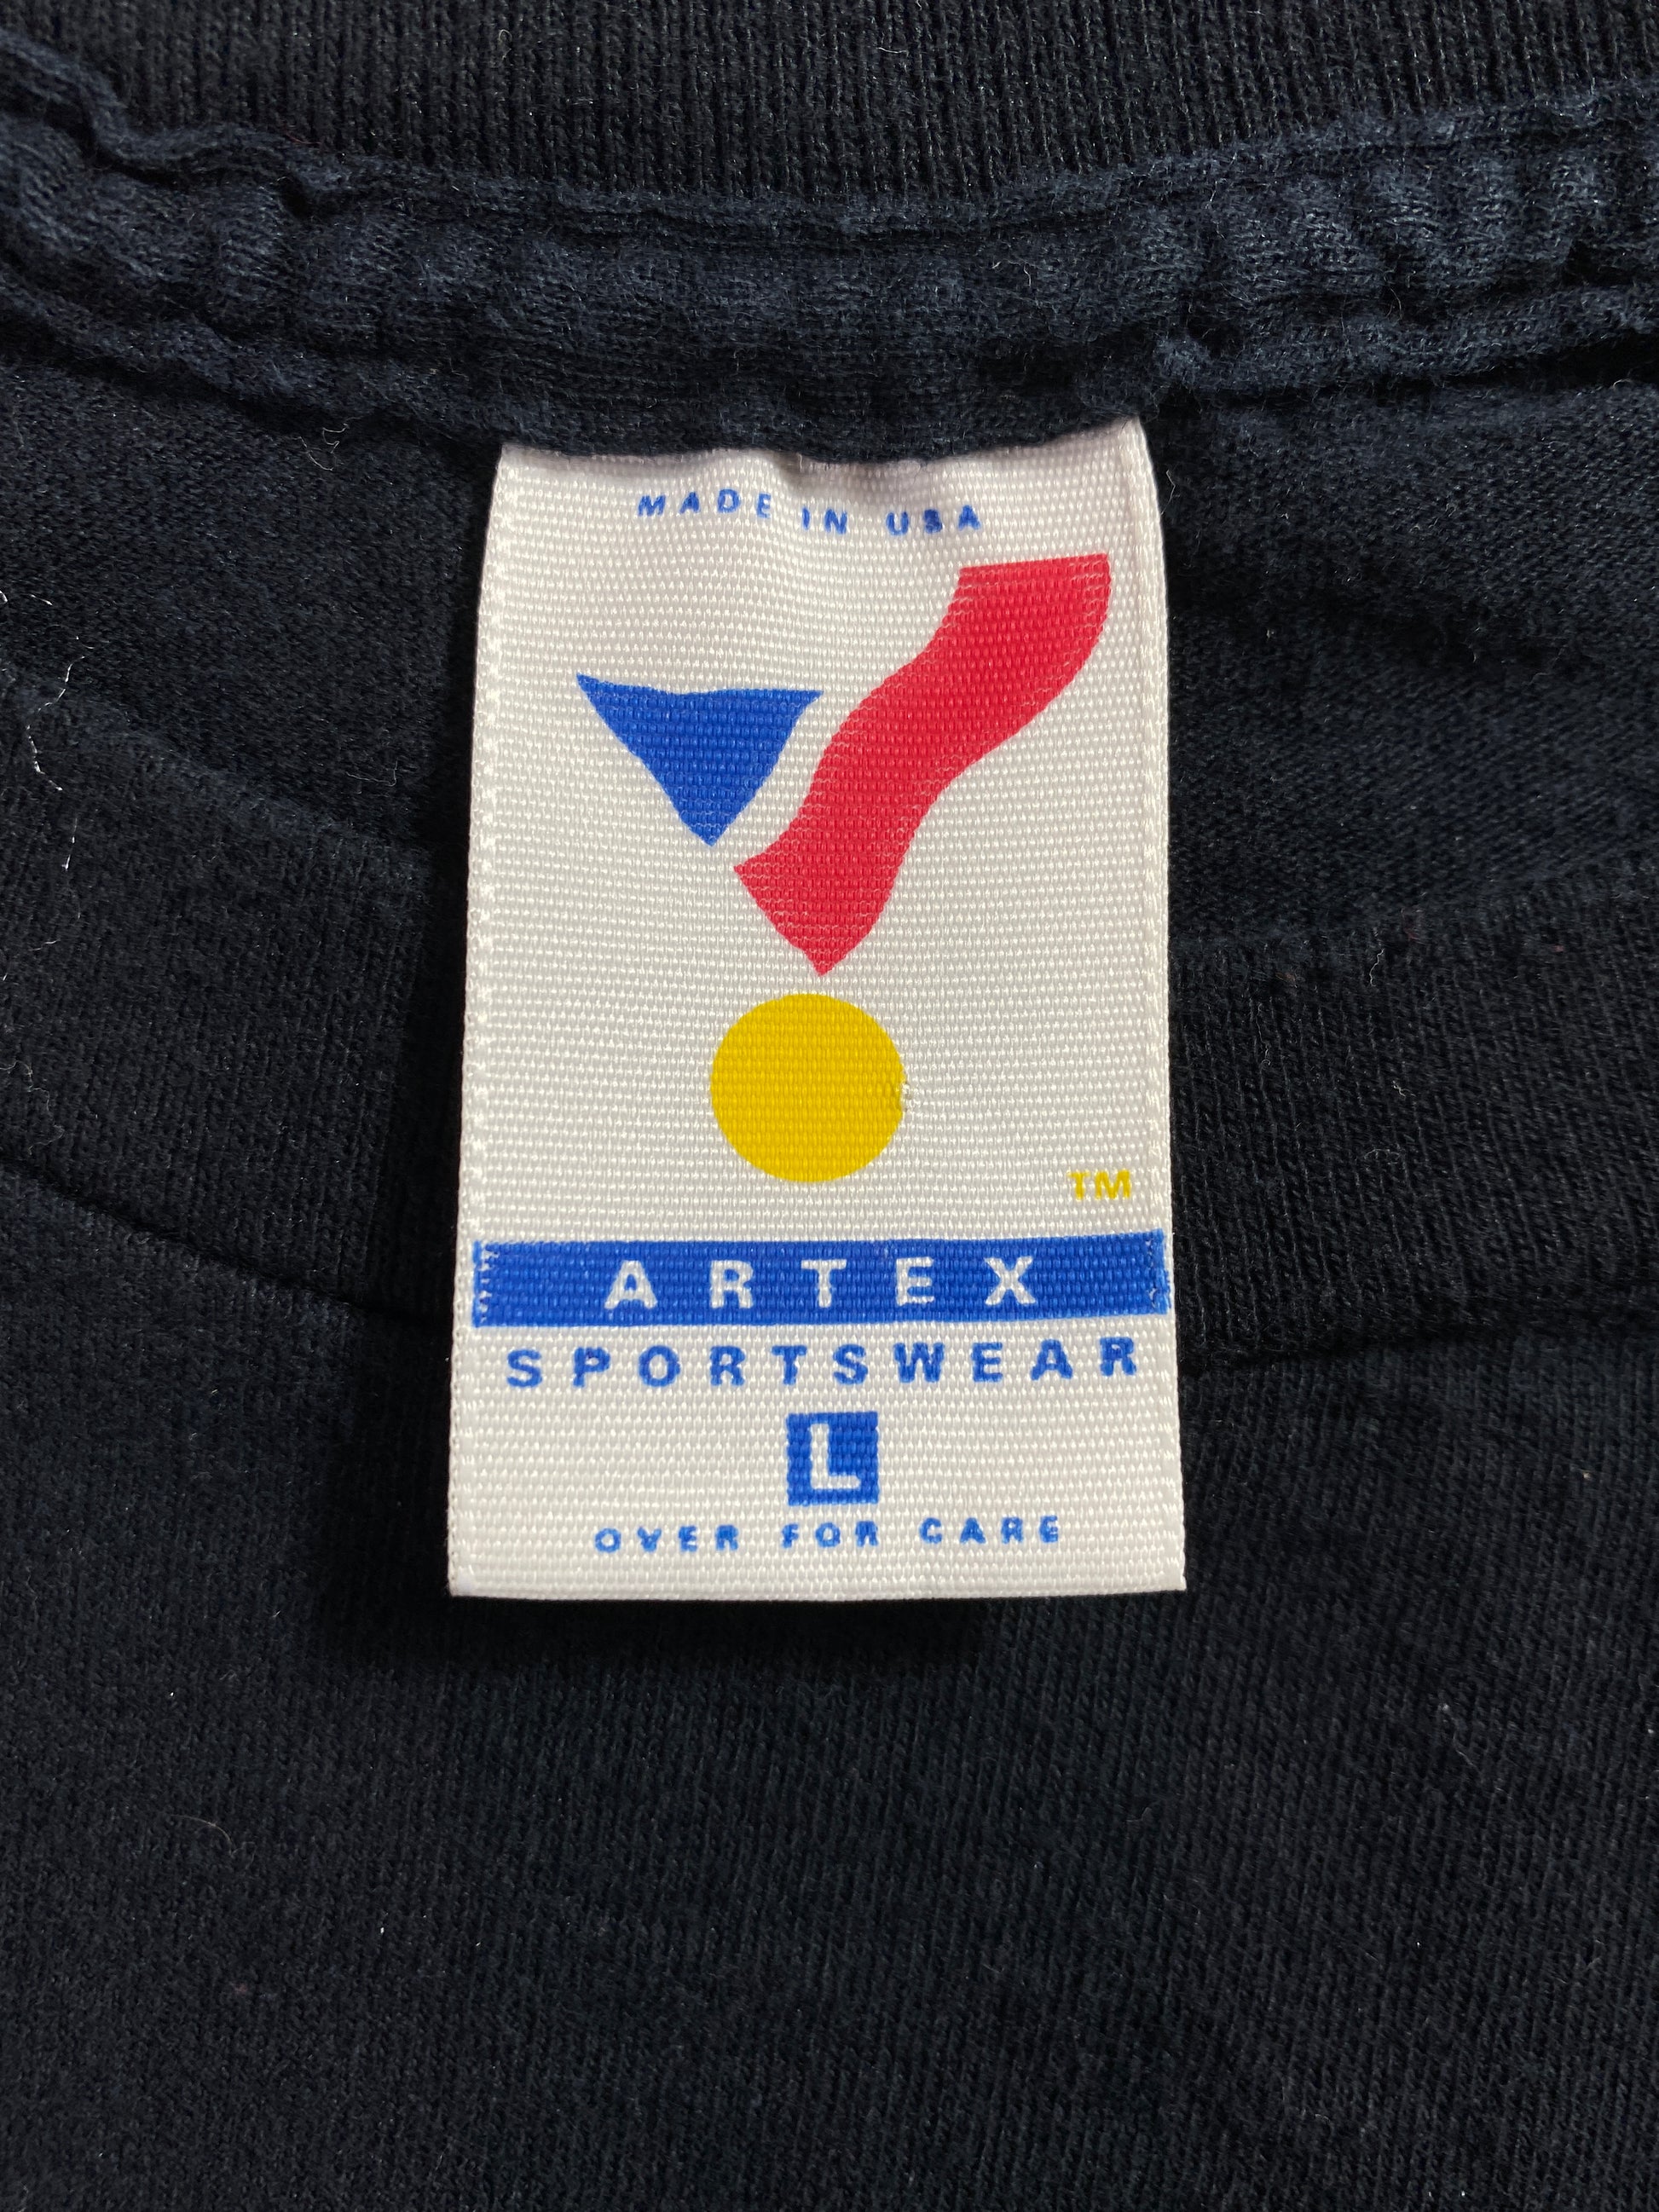 MADE IN USA
TM
ARTEX
SPORTSWEAR
L
OVER FOR CARE